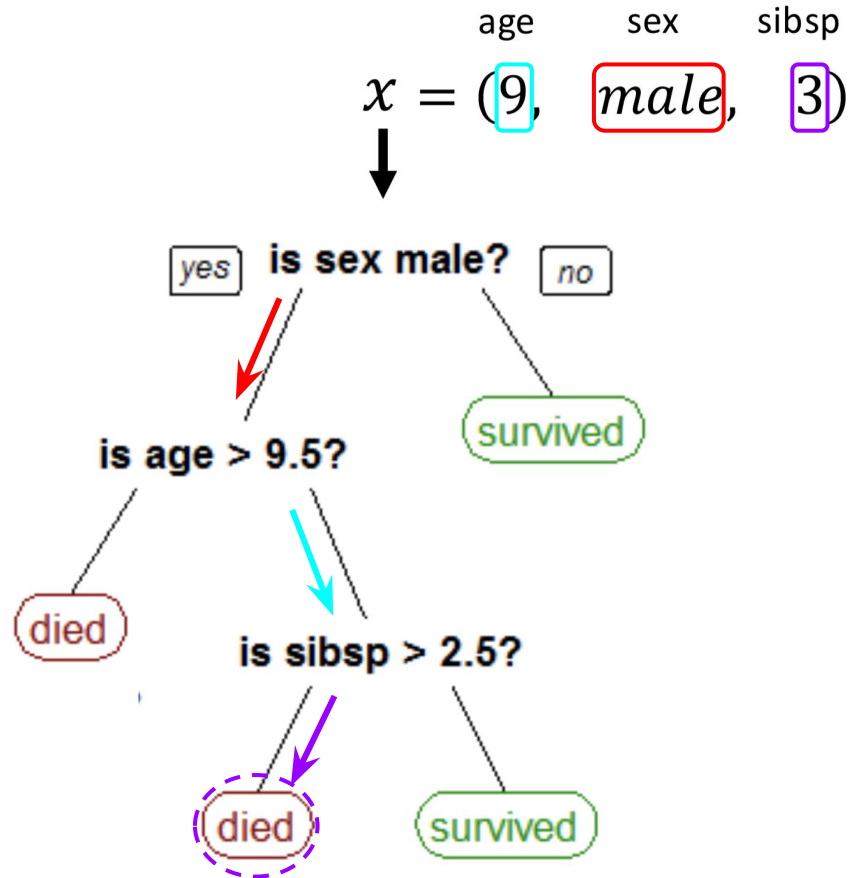 age sex sibsp
x = (9, male, 3)
yes is sex male? no
survived
is age > 9.5?
died
is sibsp > 2.5?
died survived